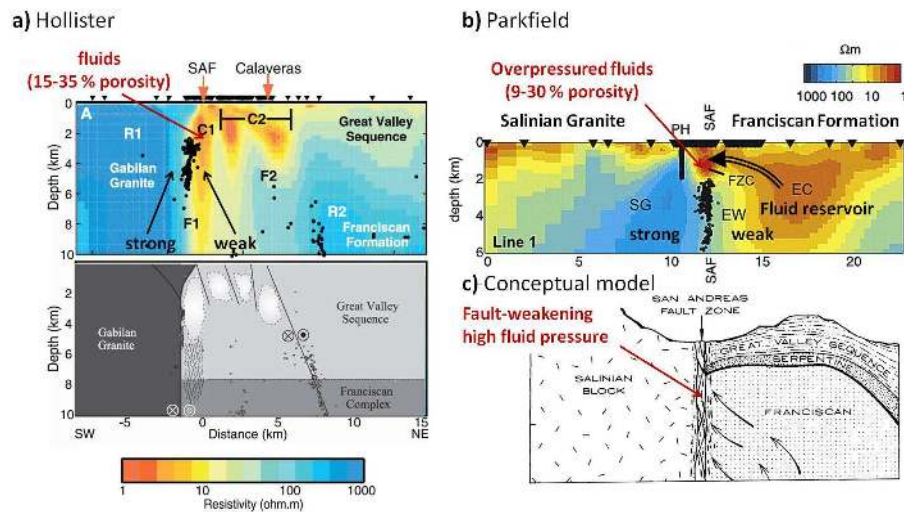 a) Hollister
fluids
(15-35 % porosity)
SAF
Calaveras
A
R1
C1
C2
Great Valley
Sequence
Gabilan
Granite
F2
F1
R2
Franciscan
Formation
strong
weak
Depth (km)
0
2
4
6
8
10
Gabilan
Granite
Great Valley
Sequence
Franciscan
Complex
Depth (km)
2
4
6
8
10
SW
-5
0
Distance (km)
5
10
15
NE
1
10
100
1000
Resistivity (ohm.m)
b) Parkfield
Ωm
1000 100 10 1
Overpressured fluids
(9-30 % porosity)
Salinian Granite
PH
SAF
Franciscan Formation
FZC
EC
SG
EW
Fluid reservoir
strong
weak
Line 1
depth (km)
0
2
4
6
0
5
10
SAF
15
20
c) Conceptual model
SAN ANDREAS
FAULT ZONE
Fault-weakening
high fluid pressure
GREAT VALLEY SEQUENCE
SERPENTINE
SALINIAN
BLOCK
FRANCISCAN